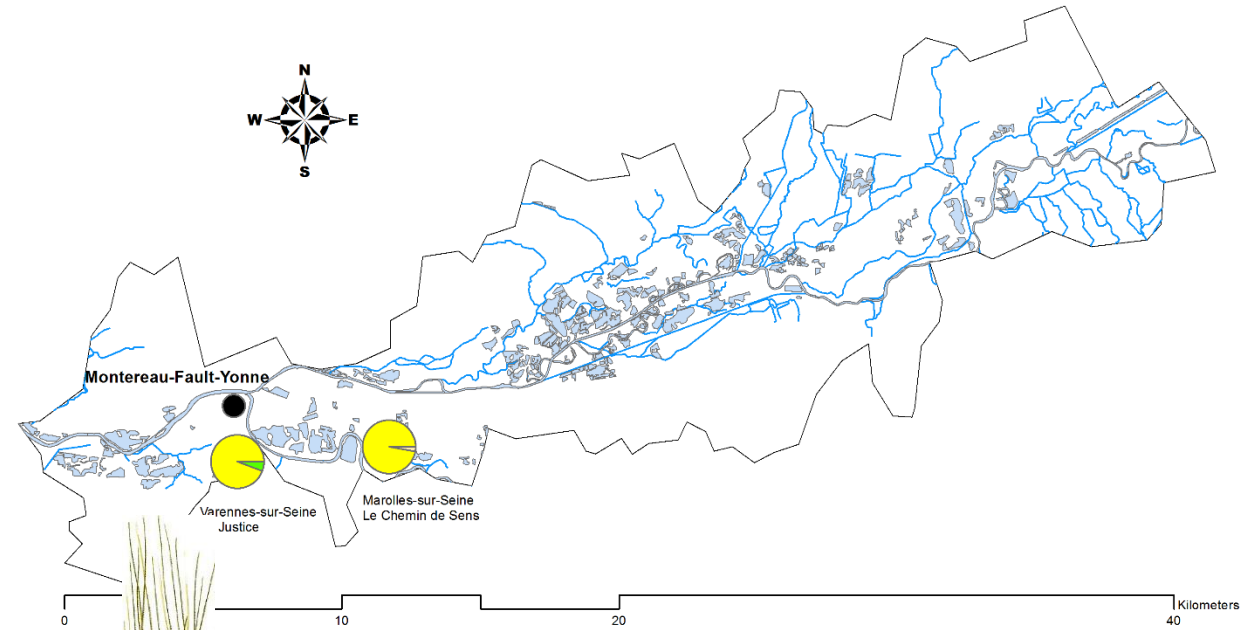 N
W E
S
Montereau-Fault-Yonne
Varennes-sur-Seine
Justice
Marolles-sur-Seine
Le Chemin de Sens
Kilometers
0 10 20 40